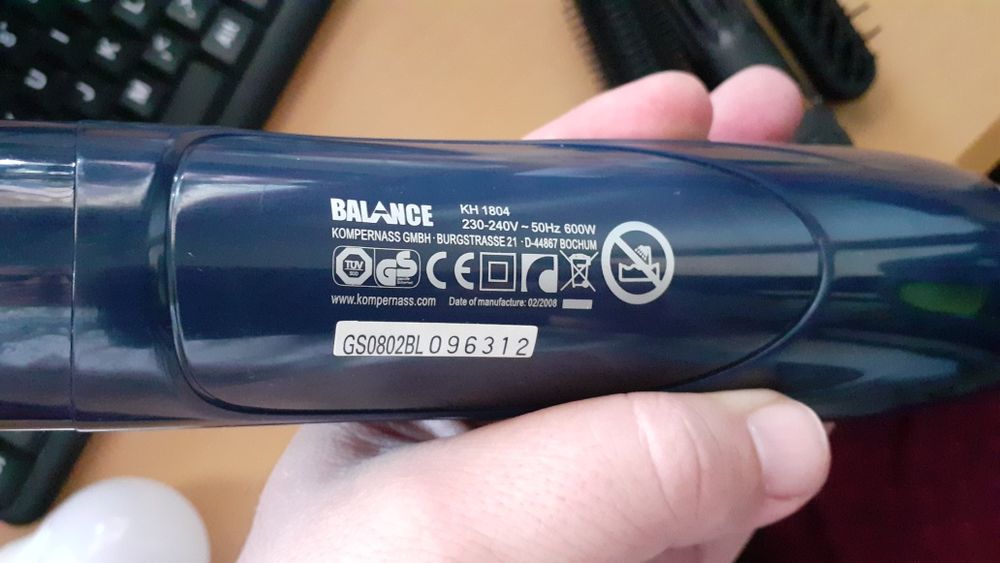 BALANCE
KH 1804
230-240V ~ 50Hz 600W
KOMPERNASS GMBH · BURGSTRASSE 21 · D-44867 BOCHUM
TÜV
SÜD
GS
CE
www.kompernass.com Date of manufacture: 02/2008
GS0802BL 096312
U
J
K
M